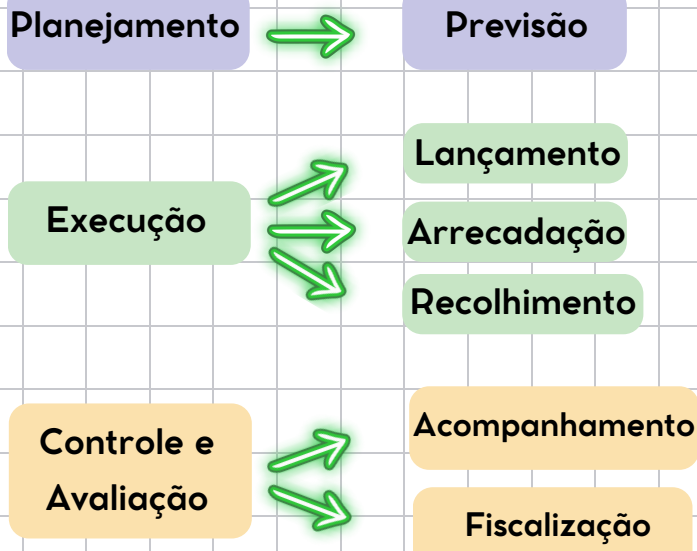 Planejamento
Previsão
Execução
Lançamento
Arrecadação
Recolhimento
Controle e
Avaliação
Acompanhamento
Fiscalização